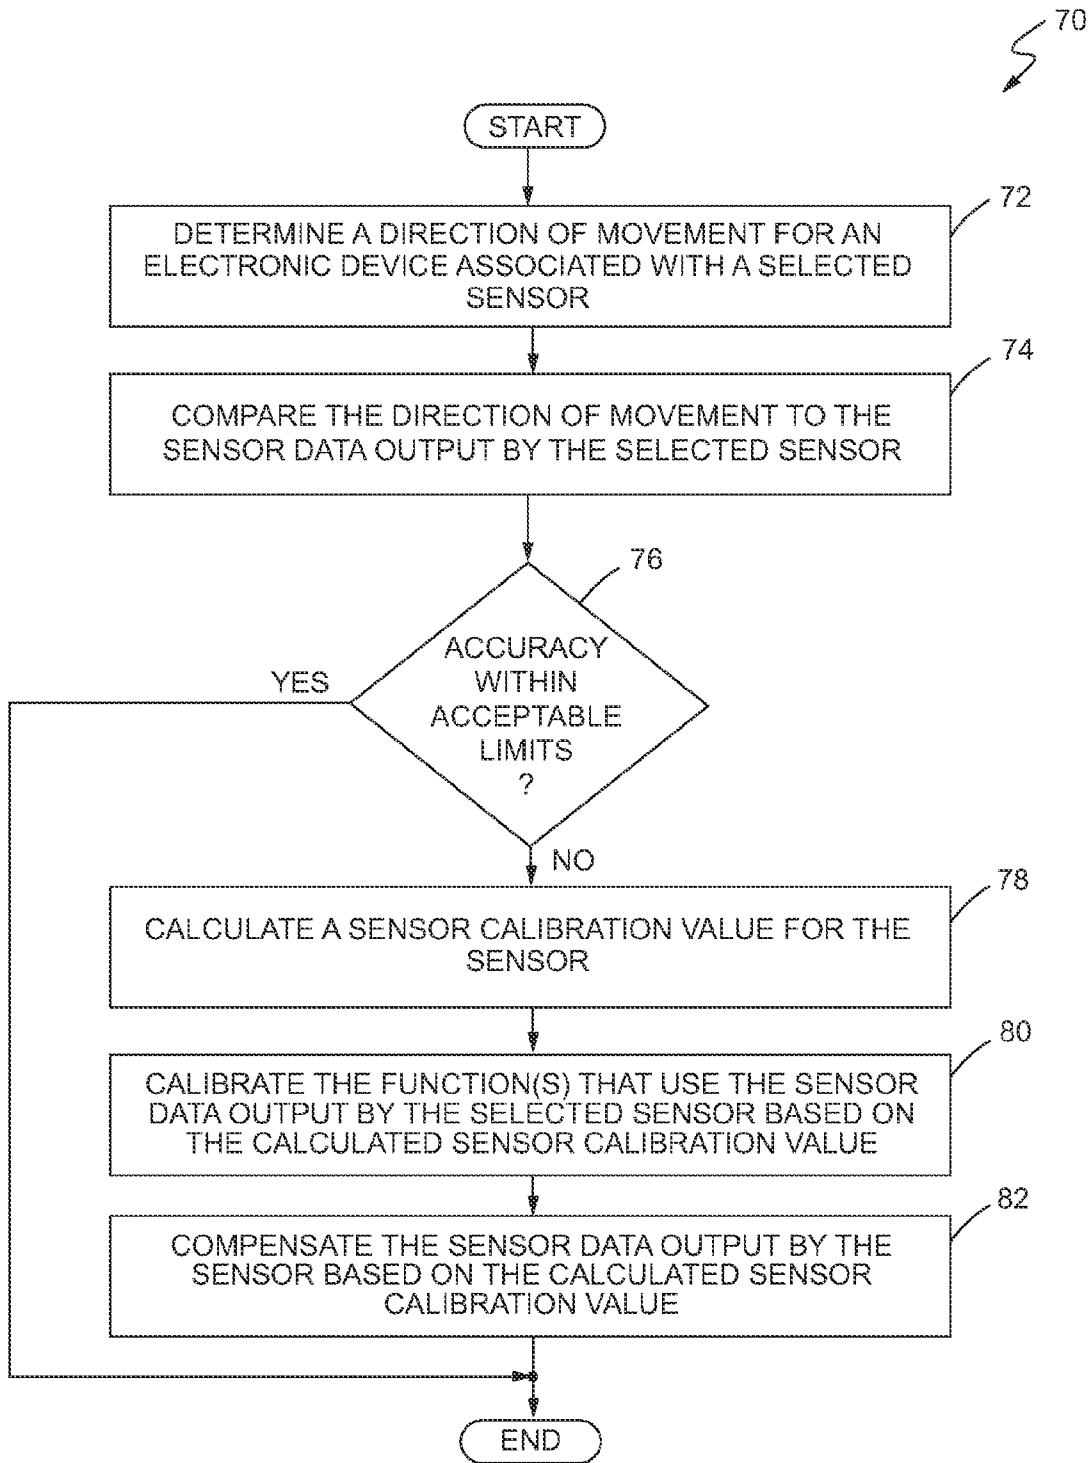 70
START
72
DETERMINE A DIRECTION OF MOVEMENT FOR AN
ELECTRONIC DEVICE ASSOCIATED WITH A SELECTED
SENSOR
74
COMPARE THE DIRECTION OF MOVEMENT TO THE
SENSOR DATA OUTPUT BY THE SELECTED SENSOR
76
ACCURACY
WITHIN
ACCEPTABLE
LIMITS
?
YES
NO
78
CALCULATE A SENSOR CALIBRATION VALUE FOR THE
SENSOR
80
CALIBRATE THE FUNCTION(S) THAT USE THE SENSOR
DATA OUTPUT BY THE SELECTED SENSOR BASED ON
THE CALCULATED SENSOR CALIBRATION VALUE
82
COMPENSATE THE SENSOR DATA OUTPUT BY THE
SENSOR BASED ON THE CALCULATED SENSOR
CALIBRATION VALUE
END